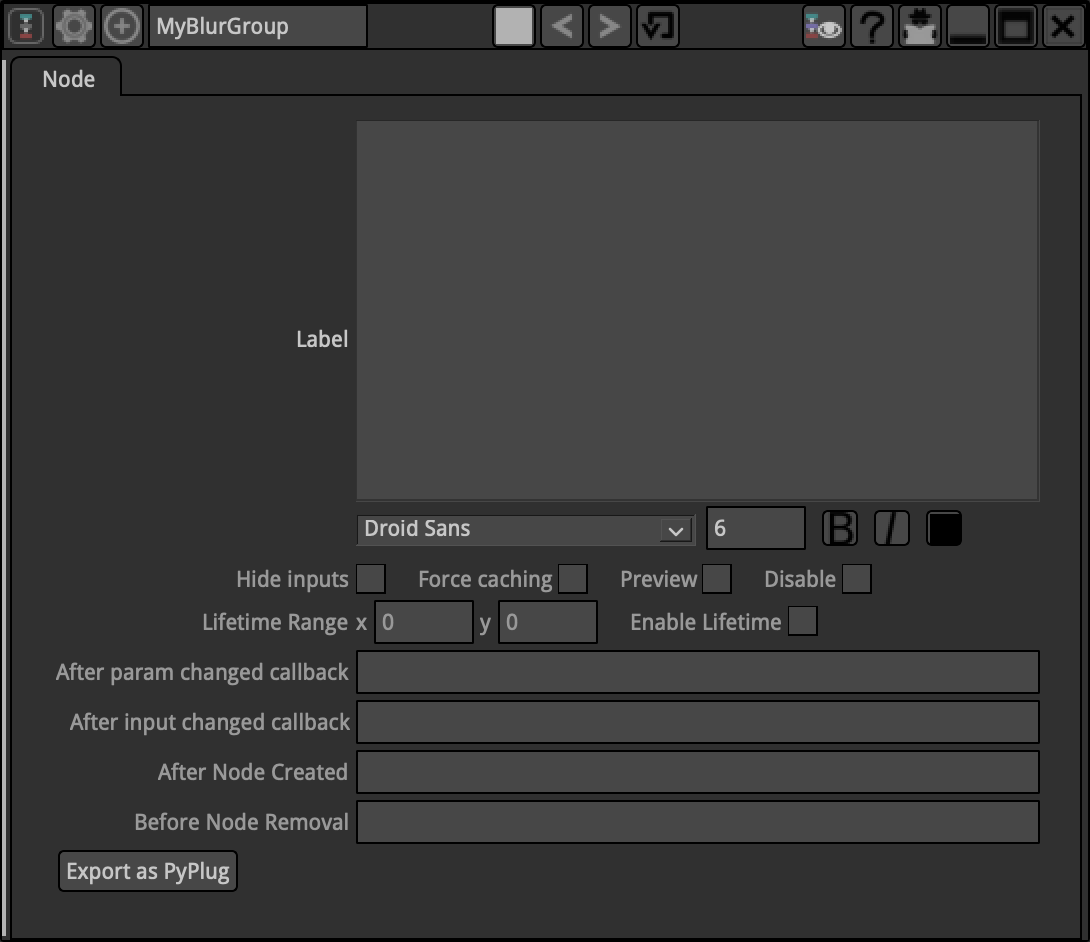 MyBlurGroup
Node
Label
Droid Sans 6 B I
Hide inputs Force caching Preview Disable
Lifetime Range x 0 y 0 Enable Lifetime
After param changed callback
After input changed callback
After Node Created
Before Node Removal
Export as PyPlug